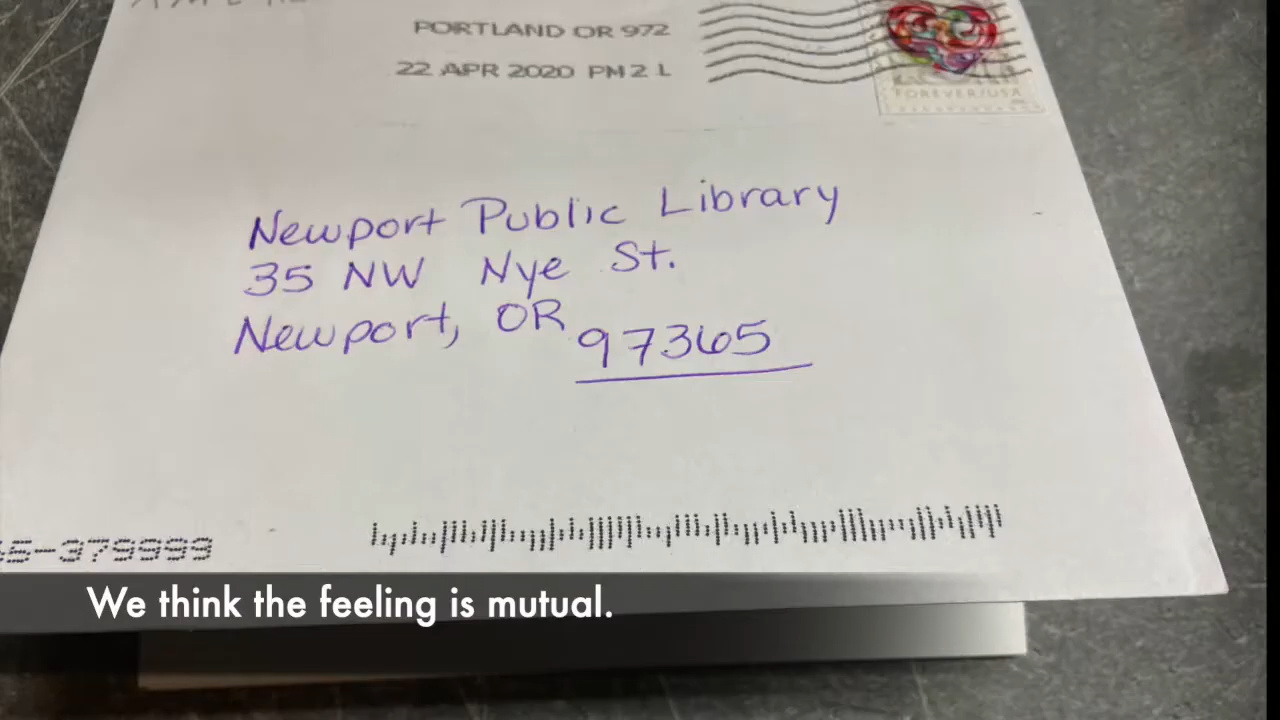 PORTLAND OR 972
22 APR 2020 PM 2 L
FOREVER/USA
Newport Public Library
35 NW Nye St.
Newport, OR
97365
5-379999
We think the feeling is mutual.